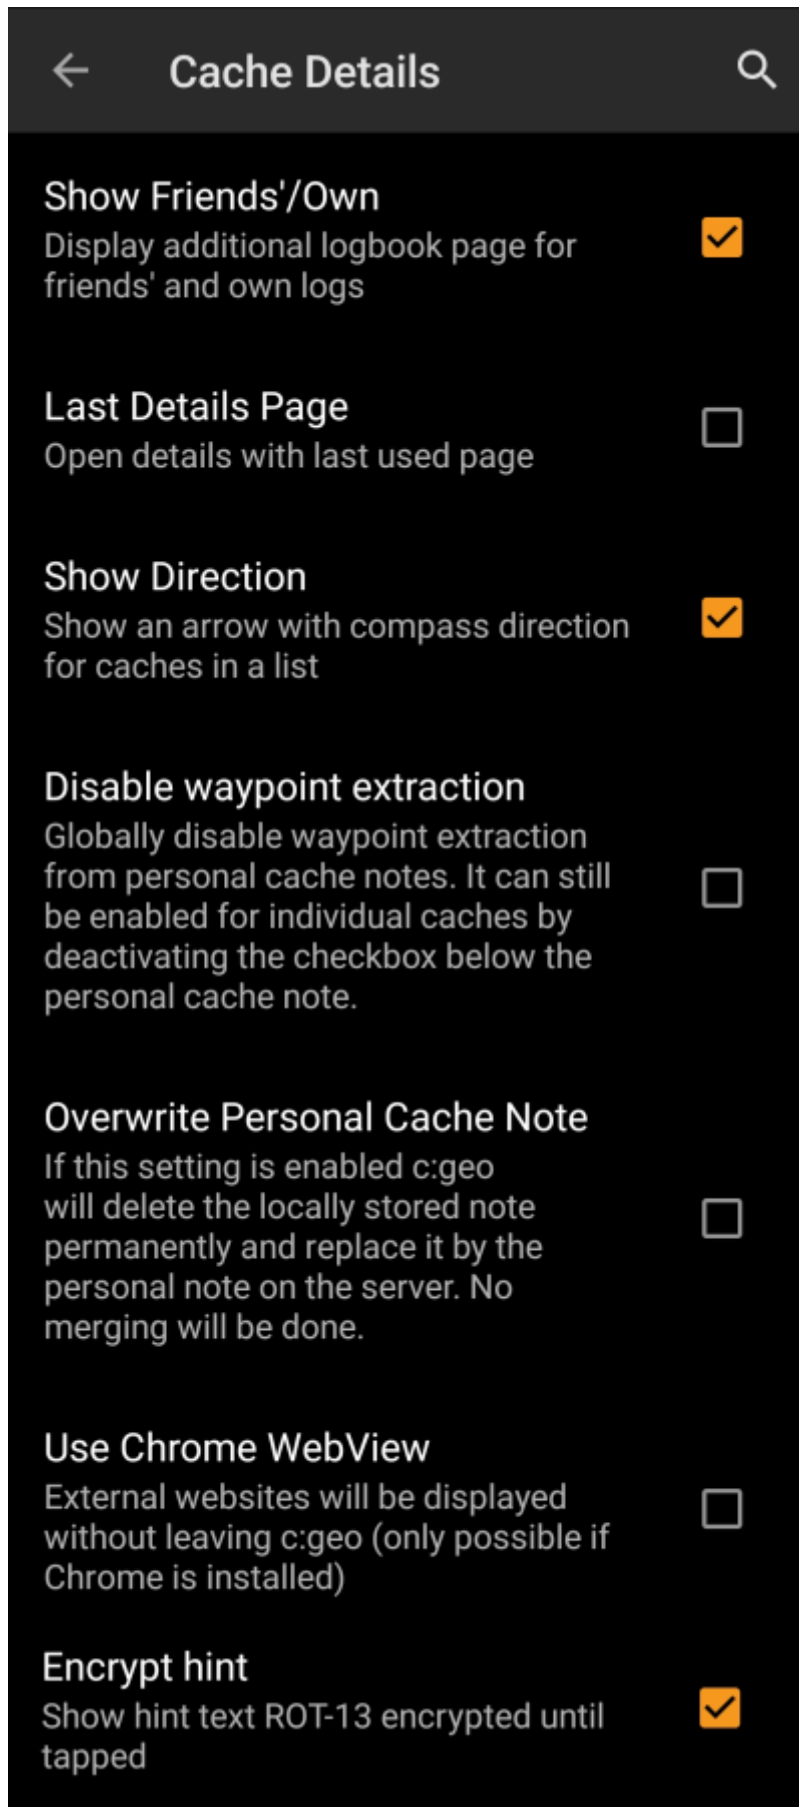 Cache Details
Show Friends'/Own
Display additional logbook page for
friends' and own logs
Last Details Page
Open details with last used page
Show Direction
Show an arrow with compass direction
for caches in a list
Disable waypoint extraction
Globally disable waypoint extraction
from personal cache notes. It can still
be enabled for individual caches by
deactivating the checkbox below the
personal cache note.
Overwrite Personal Cache Note
If this setting is enabled c:geo
will delete the locally stored note
permanently and replace it by the
personal note on the server. No
merging will be done.
Use Chrome WebView
External websites will be displayed
without leaving c:geo (only possible if
Chrome is installed)
Encrypt hint
Show hint text ROT-13 encrypted until
tapped